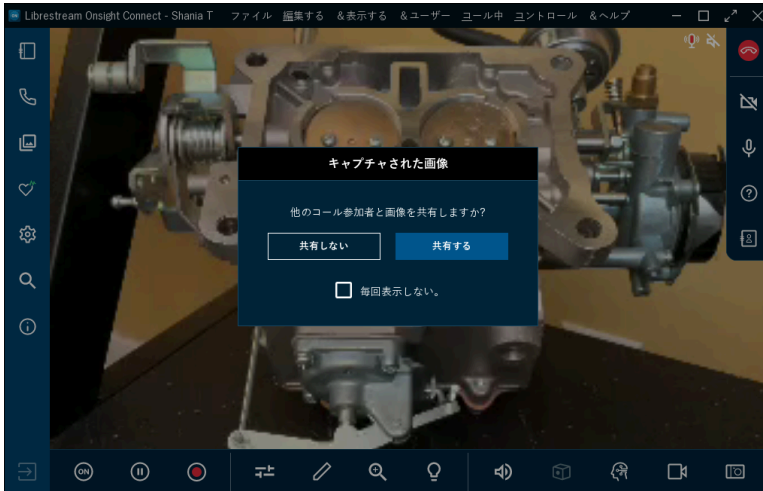 Librestream Onsight Connect - Shania T ファイル 編集する &表示する &ユーザー コール中 コントロール &ヘルプ
キャプチャされた画像
他のコール参加者と画像を共有しますか?
共有しない 共有する
毎回表示しない。
ON